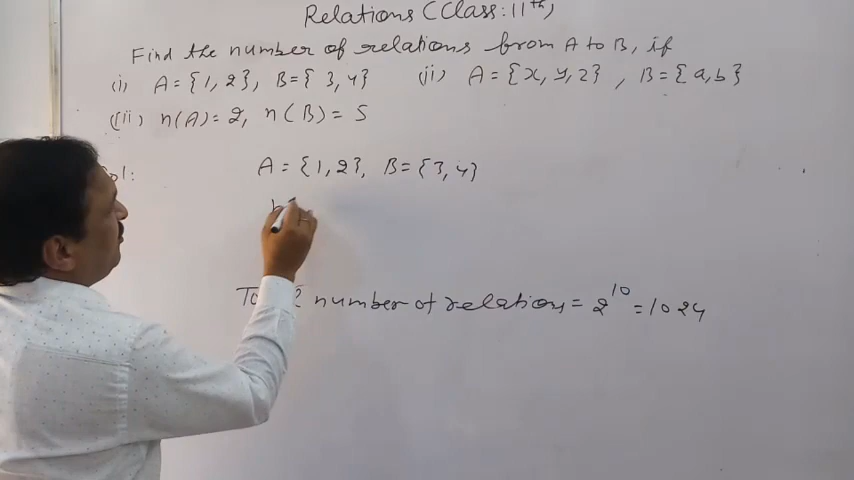 Relations (Class: 11th)
Find the number of relations from A to B, if
(i) A = {1, 2}, B = { 3, 4} (ii) A = {x, y, z} , B = {a, b}
(iii) n(A) = 2, n(B) = 5
A = {1, 2}, B = {3, 4}
number of relations = 2^10 = 1024